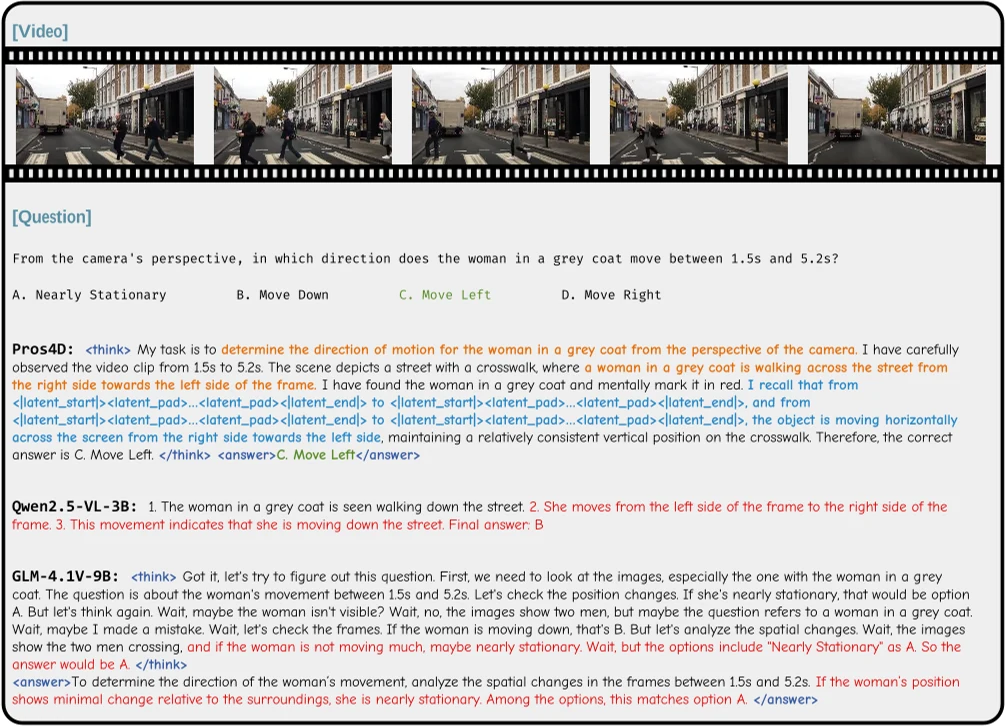 [Video]
[Question]
From the camera's perspective, in which direction does the woman in a grey coat move between 1.5s and 5.2s?
A. Nearly Stationary B. Move Down C. Move Left D. Move Right
Pros4D: <think> My task is to determine the direction of motion for the woman in a grey coat from the perspective of the camera. I have carefully
observed the video clip from 1.5s to 5.2s. The scene depicts a street with a crosswalk, where a woman in a grey coat is walking across the street from
the right side towards the left side of the frame. I have found the woman in a grey coat and mentally mark it in red. I recall that from
<|latent_start|><latent_pad>...<latent_pad><|latent_end|> to <|latent_start|><latent_pad>...<latent_pad><|latent_end|>, and from
<|latent_start|><latent_pad>...<latent_pad><|latent_end|> to <|latent_start|><latent_pad>...<latent_pad><|latent_end|>, the object is moving horizontally
across the screen from the right side towards the left side, maintaining a relatively consistent vertical position on the crosswalk. Therefore, the correct
answer is C. Move Left. </think> <answer>C. Move Left</answer>
Qwen2.5-VL-3B: 1. The woman in a grey coat is seen walking down the street. 2. She moves from the left side of the frame to the right side of the
frame. 3. This movement indicates that she is moving down the street. Final answer: B
GLM-4.1V-9B: <think> Got it, let's try to figure out this question. First, we need to look at the images, especially the one with the woman in a grey
coat. The question is about the woman's movement between 1.5s and 5.2s. Let's check the position changes. If she's nearly stationary, that would be option
A. But let's think again. Wait, maybe the woman isn't visible? Wait, no, the images show two men, but maybe the question refers to a woman in a grey coat.
Wait, maybe I made a mistake. Wait, let's check the frames. If the woman is moving down, that's B. But let's analyze the spatial changes. Wait, the images
show the two men crossing, and if the woman is not moving much, maybe nearly stationary. Wait, but the options include "Nearly Stationary" as A. So the
answer would be A. </think>
<answer>To determine the direction of the woman's movement, analyze the spatial changes in the frames between 1.5s and 5.2s. If the woman's position
shows minimal change relative to the surroundings, she is nearly stationary. Among the options, this matches option A. </answer>